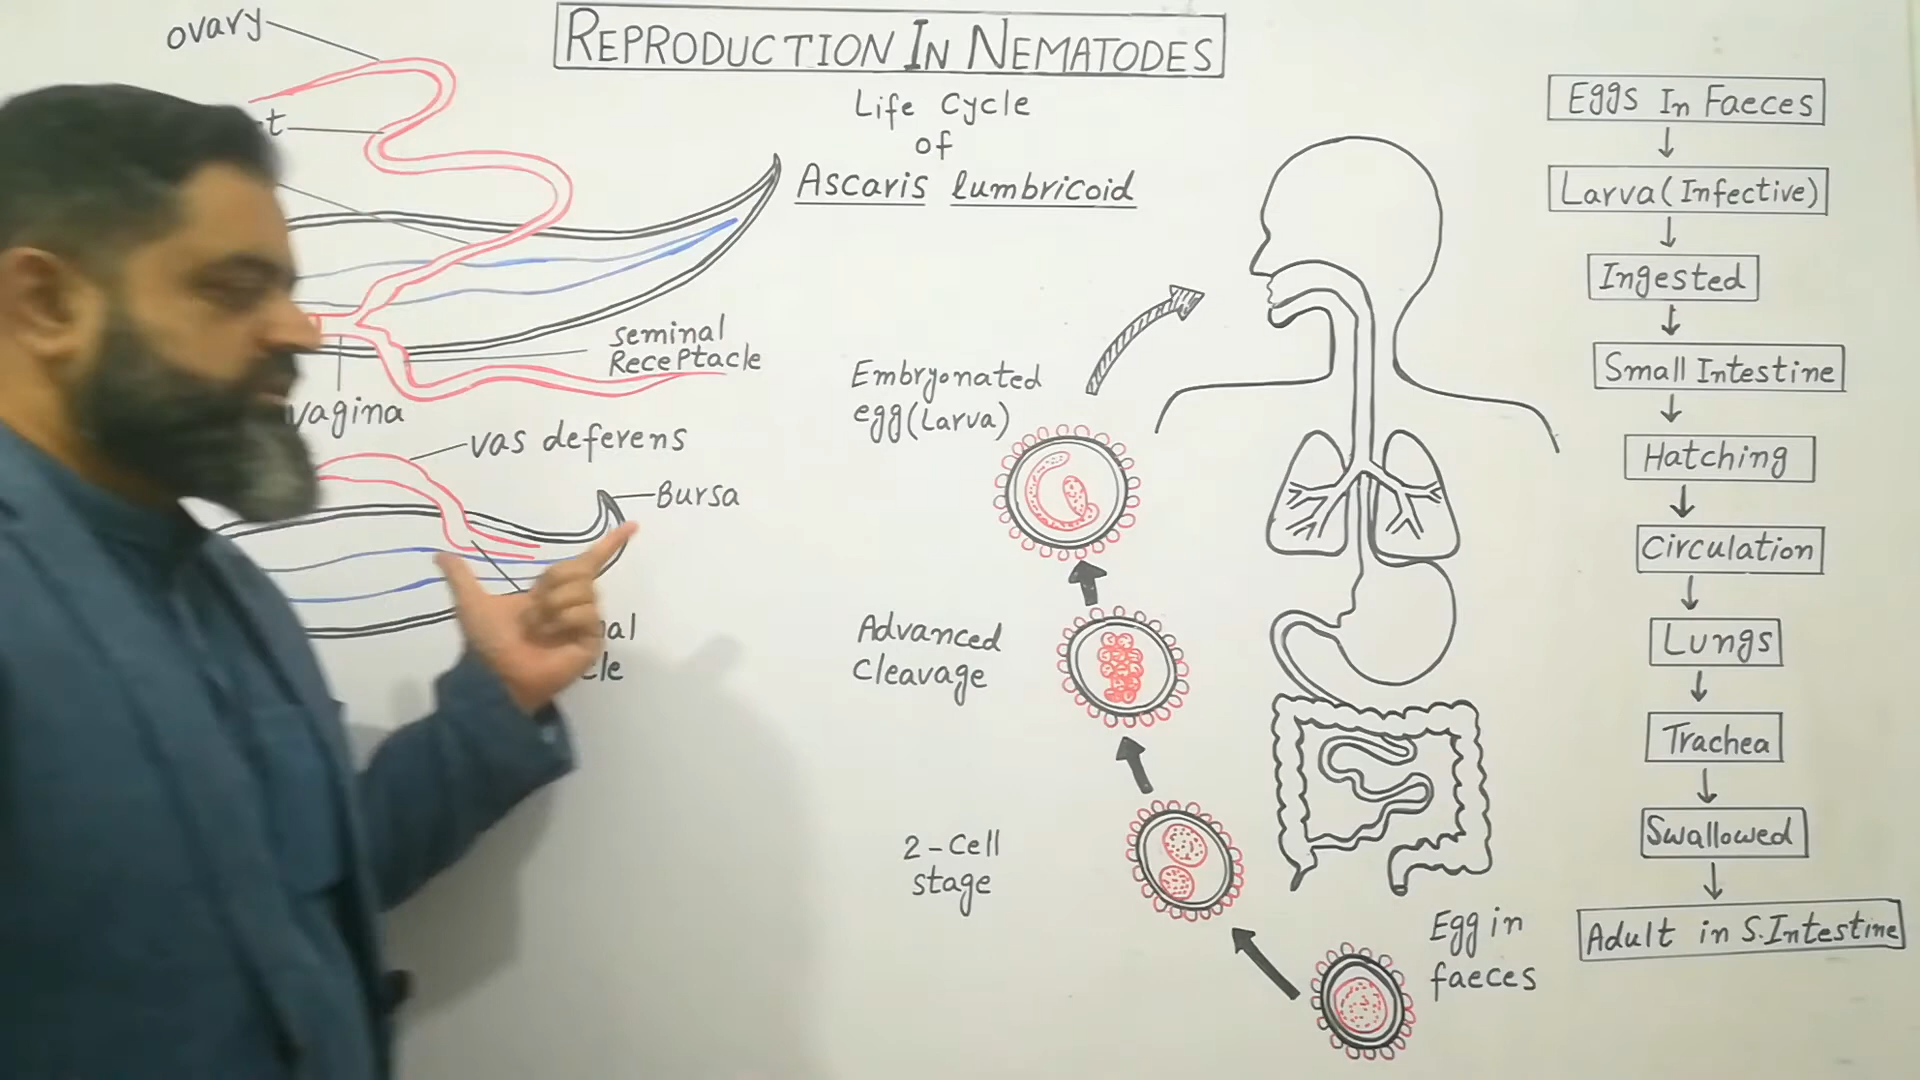 REPRODUCTION IN NEMATODES
Life Cycle
of
Ascaris lumbricoid
ovary
seminal
Receptacle
vagina
vas deferens
Bursa
Embryonated
egg(Larva)
Advanced
Cleavage
2-Cell
stage
Egg in
faeces
Eggs In Faeces
Larva(Infective)
Ingested
Small Intestine
Hatching
Circulation
Lungs
Trachea
Swallowed
Adult in S.Intestine